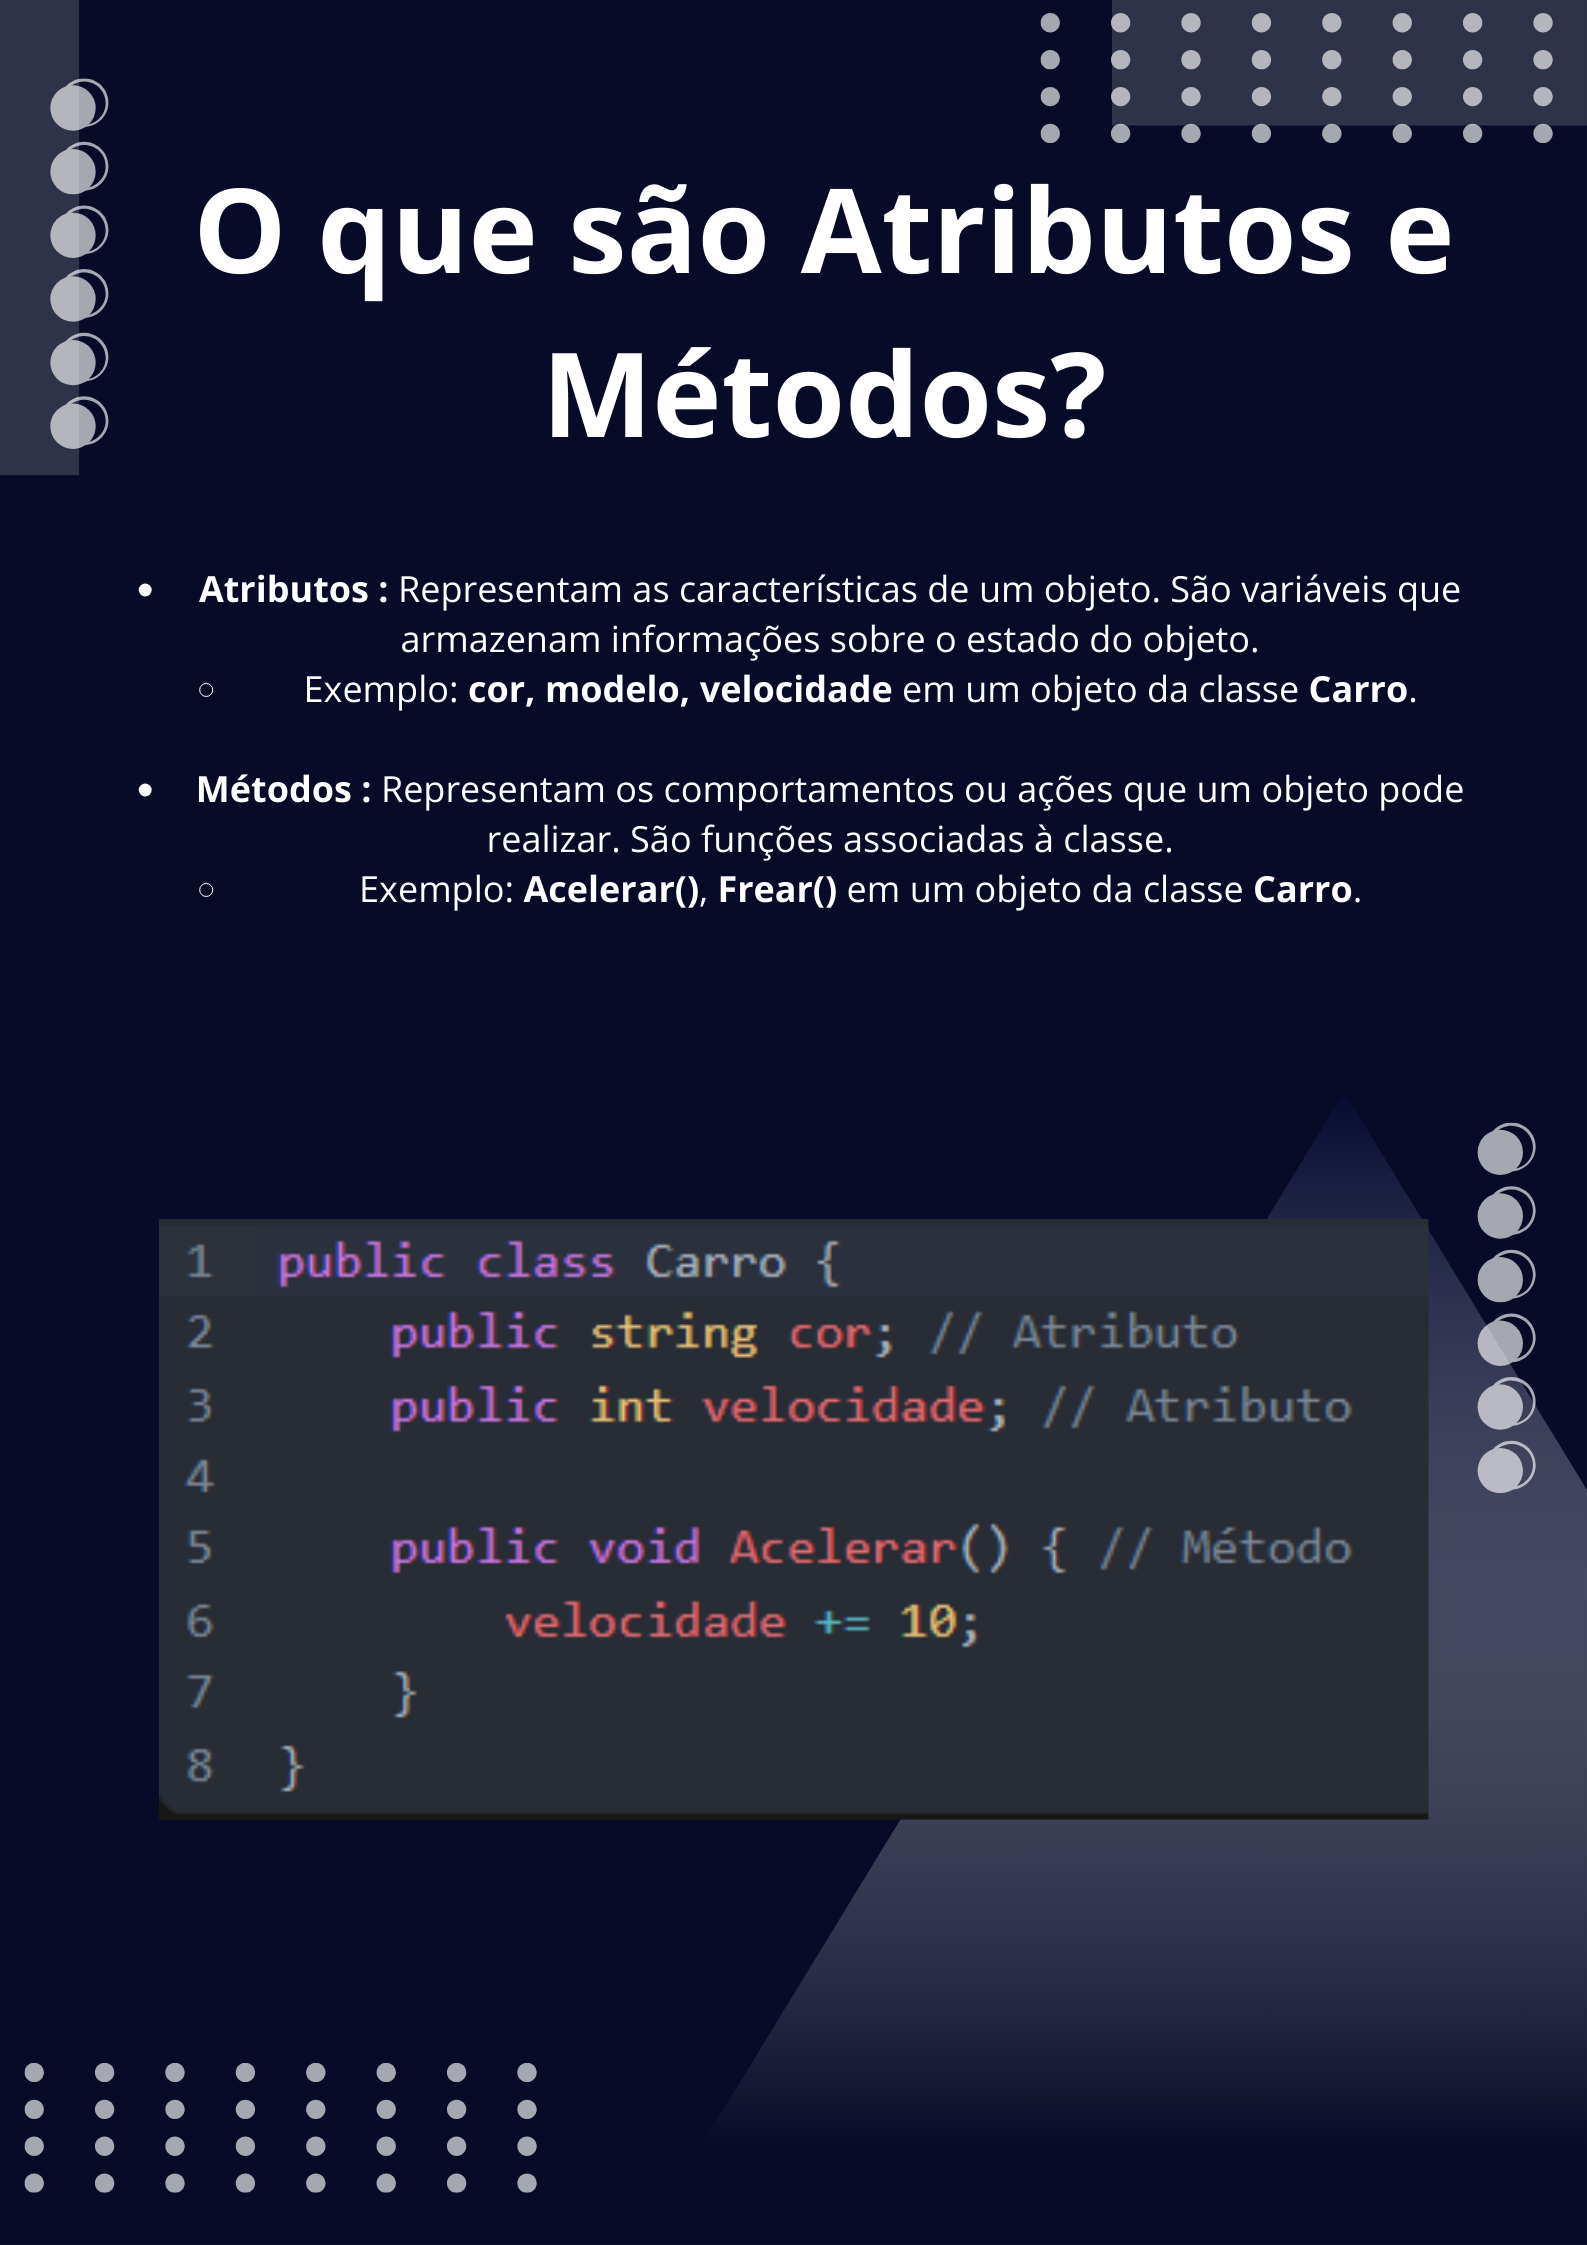 O que são Atributos e
Métodos?
• Atributos : Representam as características de um objeto. São variáveis que
armazenam informações sobre o estado do objeto.
○ Exemplo: cor, modelo, velocidade em um objeto da classe Carro.
• Métodos : Representam os comportamentos ou ações que um objeto pode
realizar. São funções associadas à classe.
○ Exemplo: Acelerar(), Frear() em um objeto da classe Carro.
1 public class Carro {
2     public string cor; // Atributo
3     public int velocidade; // Atributo
4
5     public void Acelerar() { // Método
6         velocidade += 10;
7     }
8 }